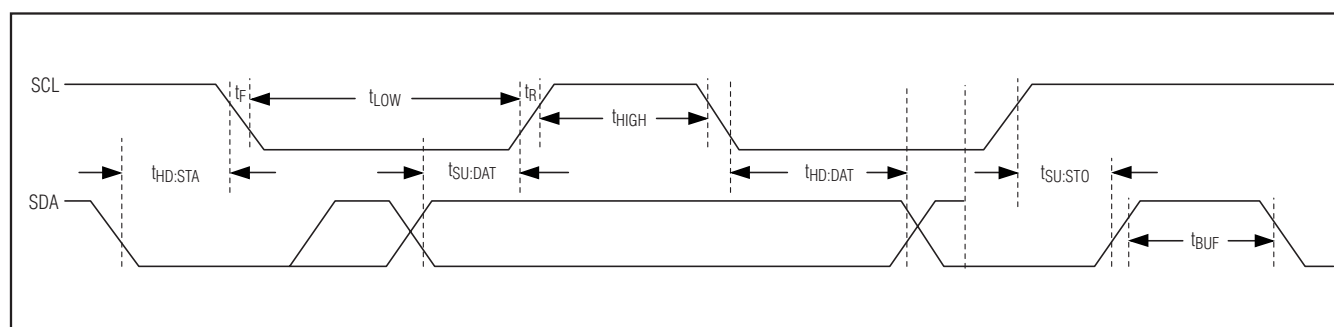 SCL
tF
tLOW
tR
tHIGH
tHD:STA
tSU:DAT
tHD:DAT
tSU:STO
SDA
tBUF